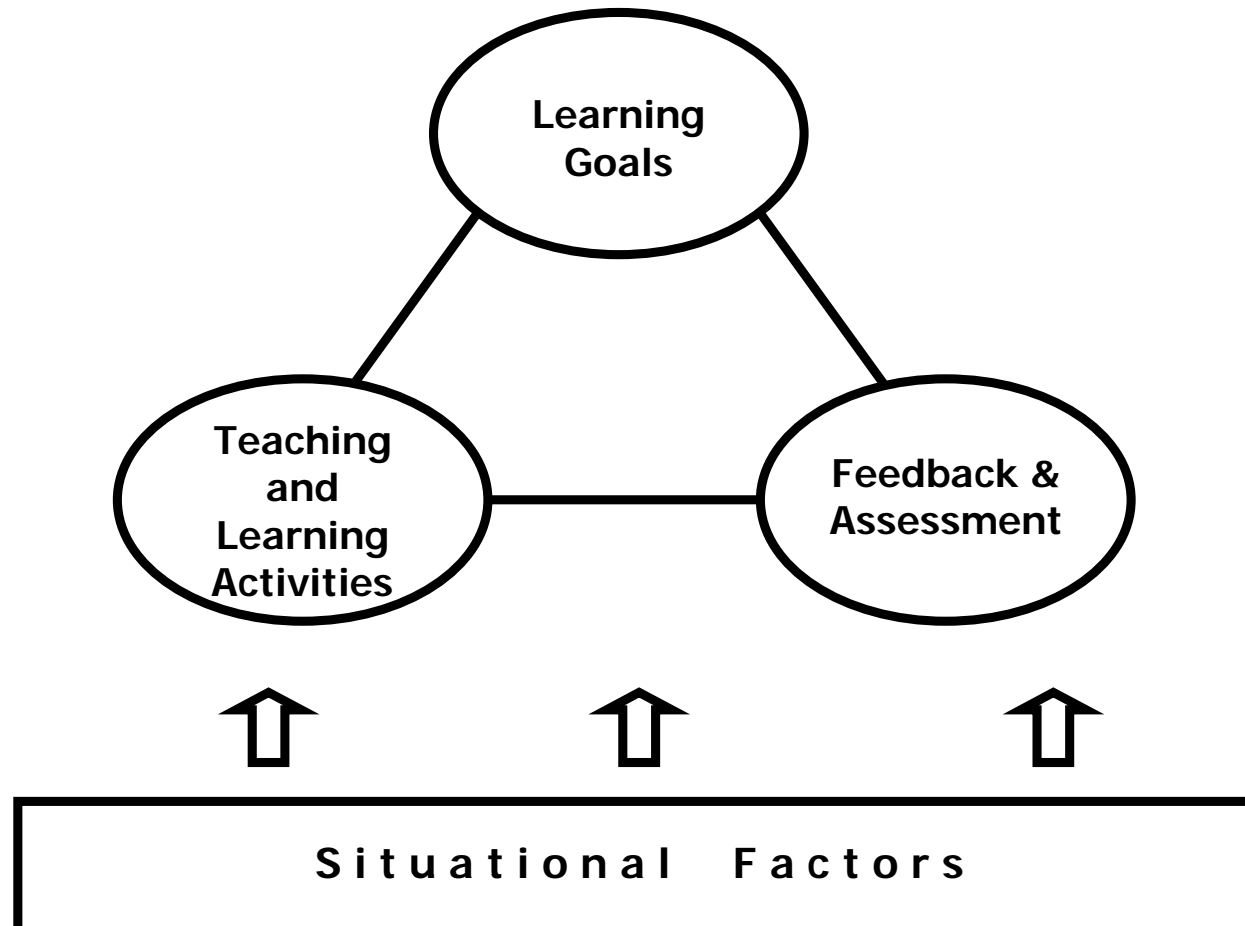 Learning
Goals
Teaching
and
Learning
Activities
Feedback &
Assessment
Situational Factors